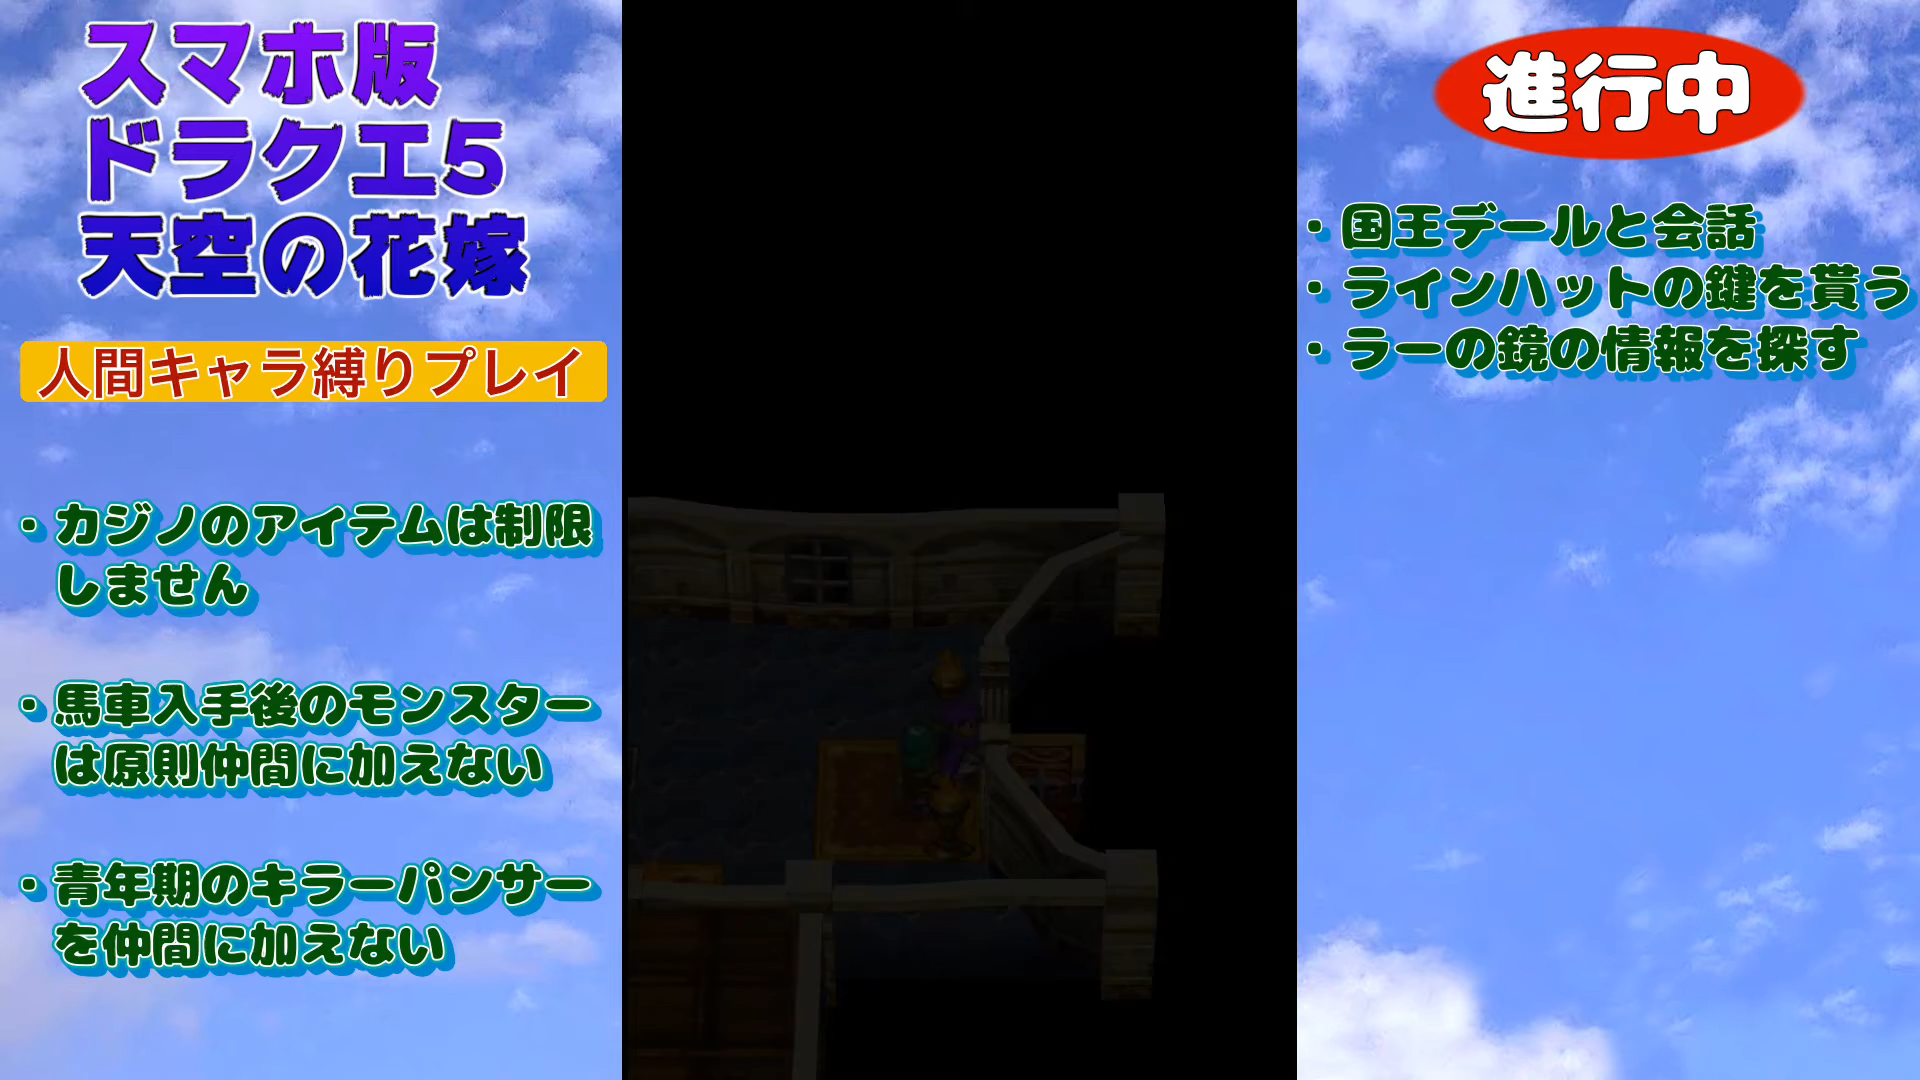 スマホ版
ドラクエ5
天空の花嫁
人間キャラ縛りプレイ
・カジノのアイテムは制限
しません
・馬車入手後のモンスター
は原則仲間に加えない
・青年期のキラーパンサー
を仲間に加えない
進行中
・国王デールと会話
・ラインハットの鍵を貰う
・ラーの鏡の情報を探す